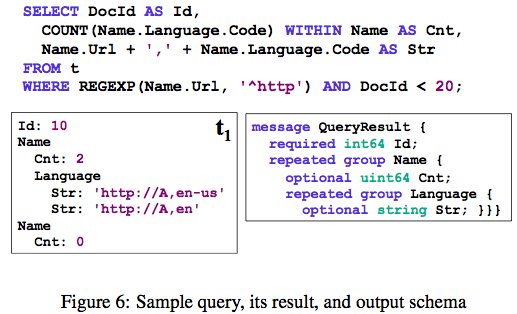 SELECT DocId AS Id,
COUNT(Name.Language.Code) WITHIN Name AS Cnt,
Name.Url + ',' + Name.Language.Code AS Str
FROM t
WHERE REGEXP(Name.Url, '^http') AND DocId < 20;
Id: 10
t1
Name
Cnt: 2
Language
Str: 'http://A,en-us'
Str: 'http://A,en'
Name
Cnt: 0
message QueryResult {
required int64 Id;
repeated group Name {
optional uint64 Cnt;
repeated group Language {
optional string Str; }}}
Figure 6: Sample query, its result, and output schema